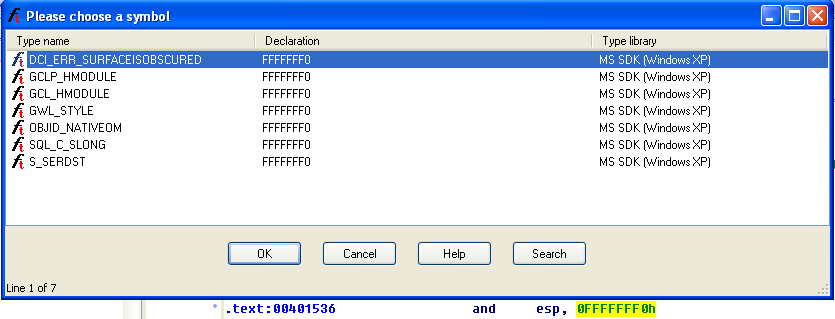 Please choose a symbol
Type name Declaration Type library
DCI_ERR_SURFACEISOBSCURED FFFFFFF0 MS SDK (Windows XP)
GCLP_HMODULE FFFFFFF0 MS SDK (Windows XP)
GCL_HMODULE FFFFFFF0 MS SDK (Windows XP)
GWL_STYLE FFFFFFF0 MS SDK (Windows XP)
OBJID_NATIVEOM FFFFFFF0 MS SDK (Windows XP)
SQL_C_SLONG FFFFFFF0 MS SDK (Windows XP)
S_SERDST FFFFFFF0 MS SDK (Windows XP)
OK Cancel Help Search
Line 1 of 7
.text:00401536 and esp, 0FFFFFFF0h